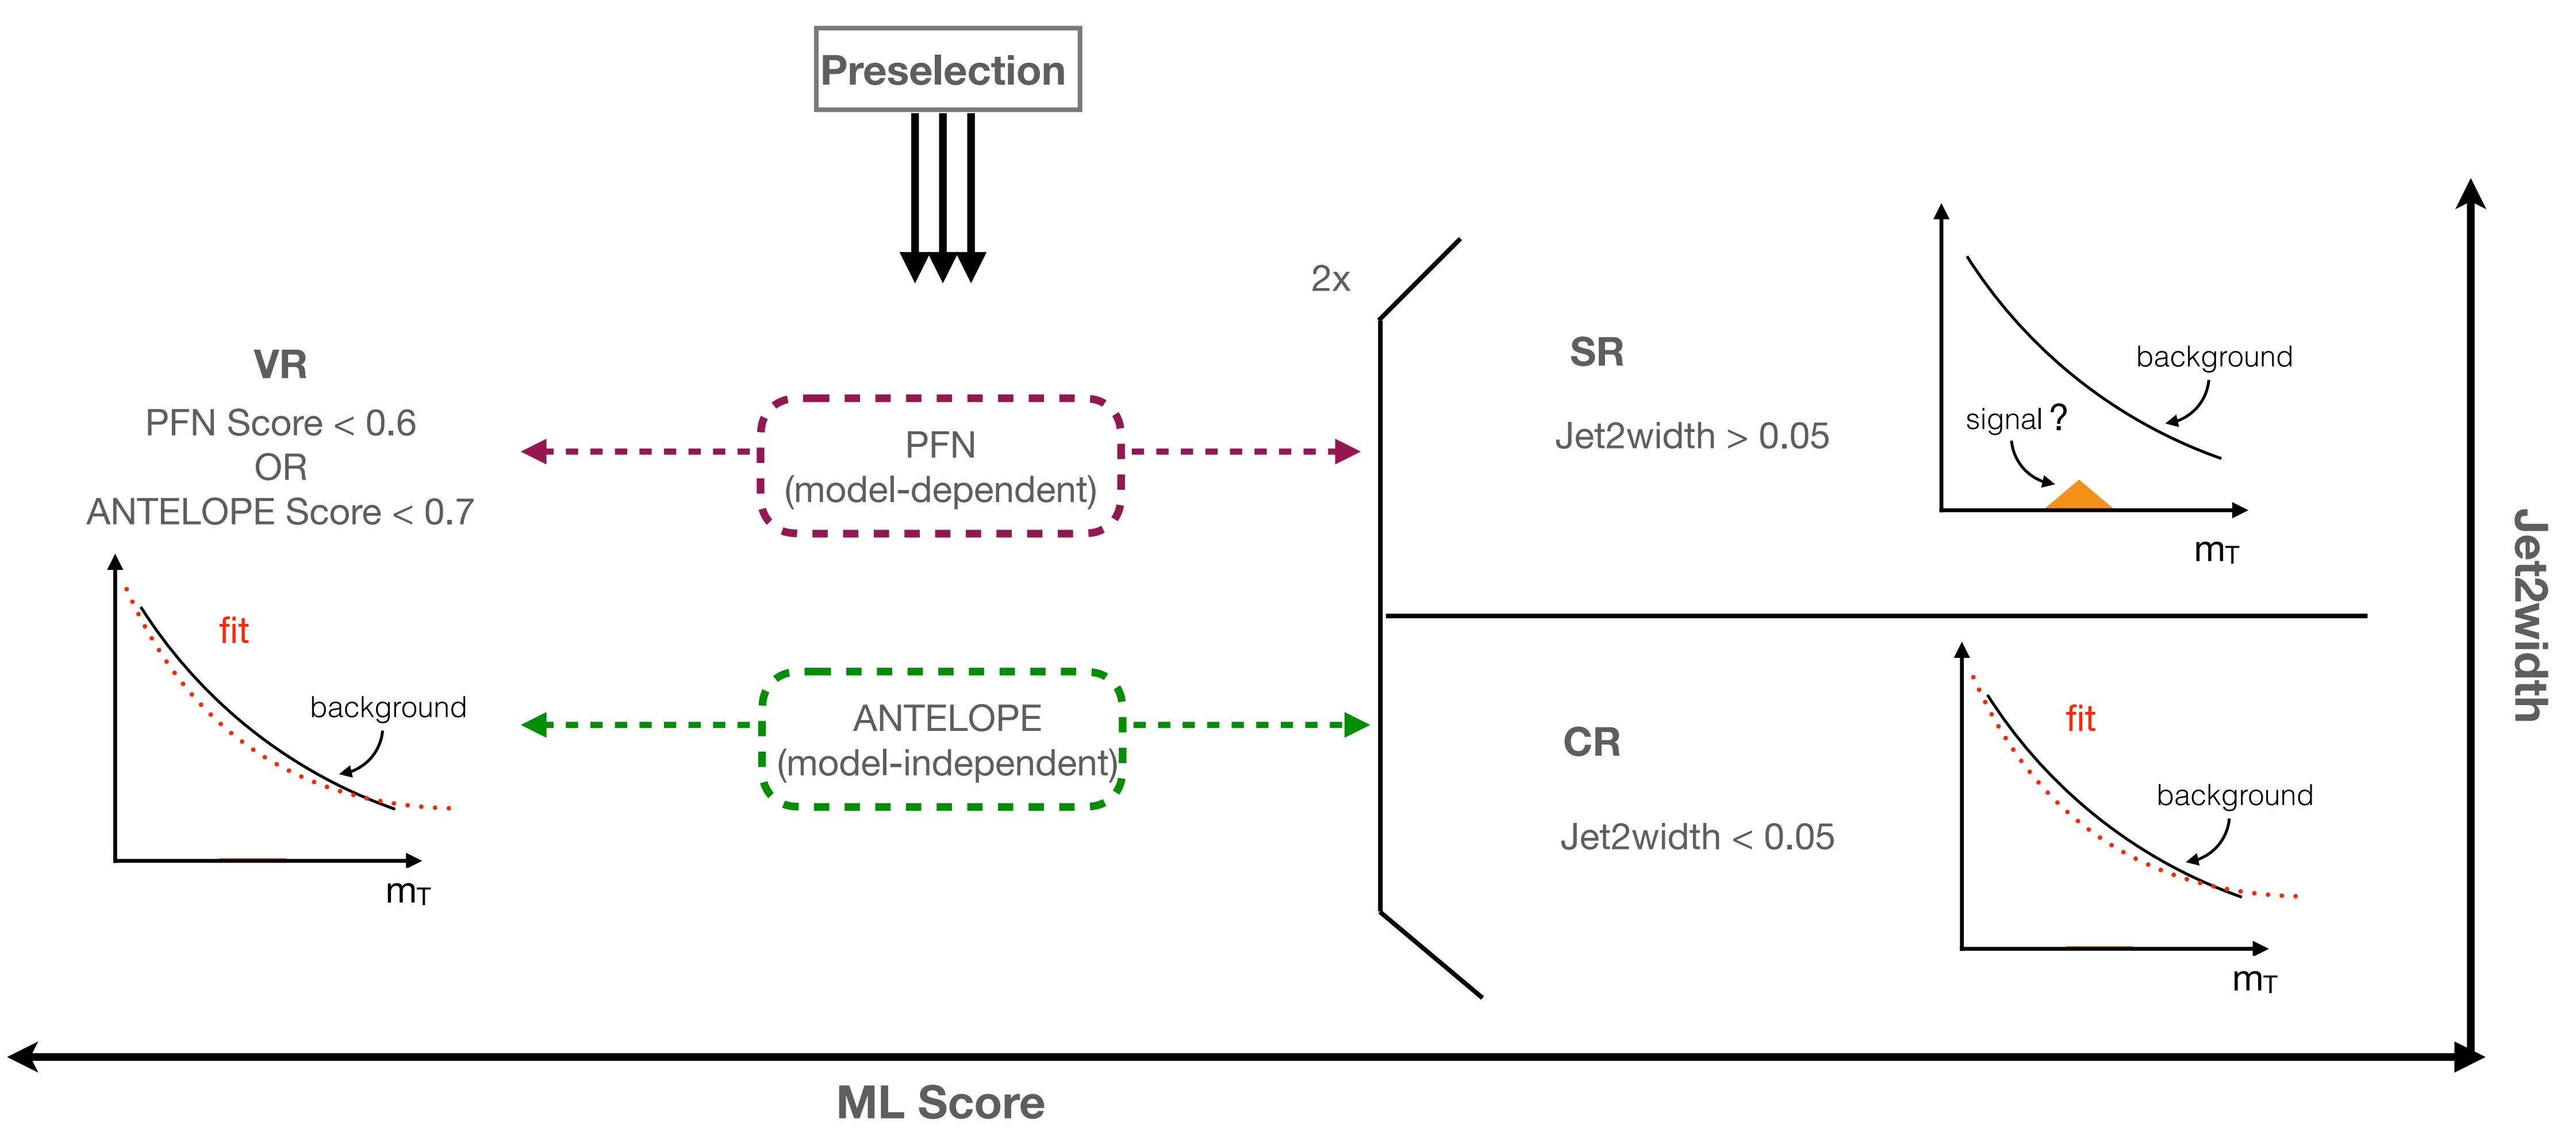 Preselection
2x
VR
PFN Score < 0.6
OR
ANTELOPE Score < 0.7
fit
background
mT
PFN
(model-dependent)
ANTELOPE
(model-independent)
SR
Jet2width > 0.05
background
signal ?
mT
CR
Jet2width < 0.05
fit
background
mT
Jet2width
ML Score